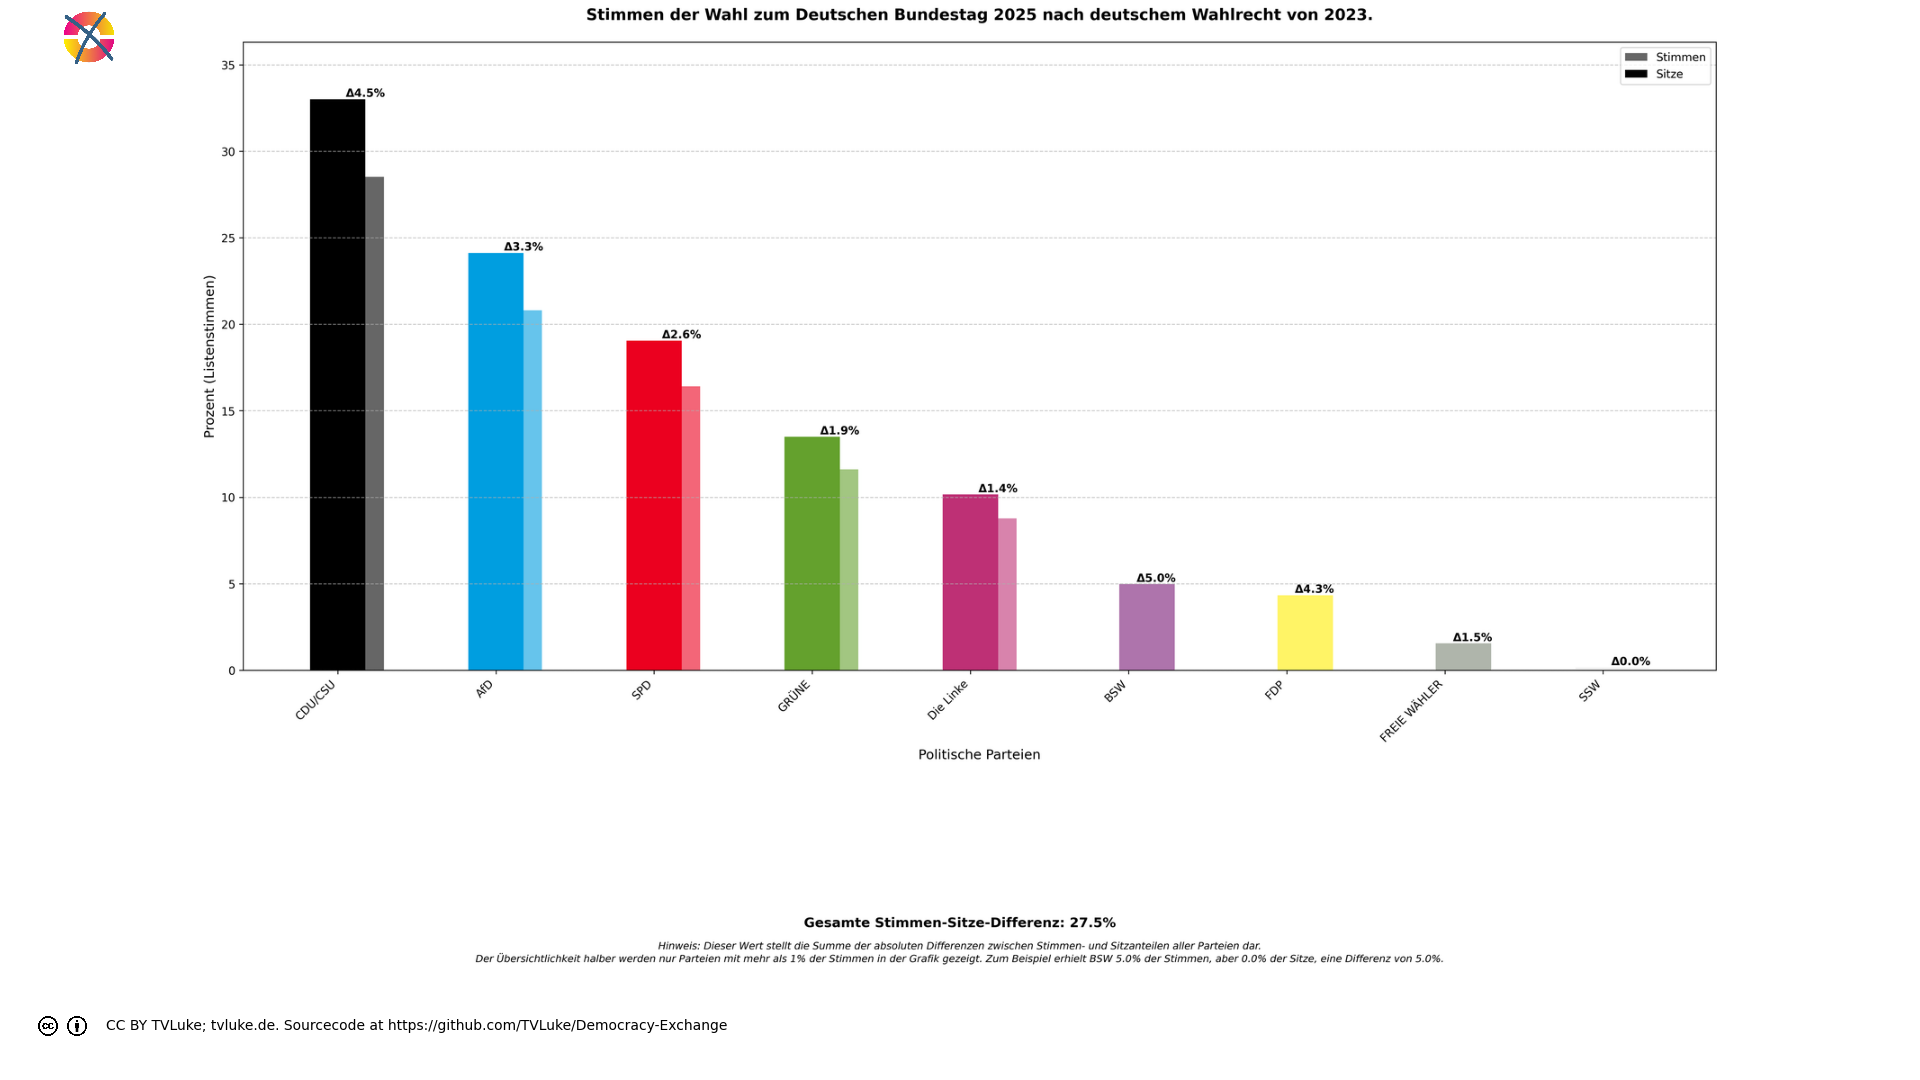 Stimmen der Wahl zum Deutschen Bundestag 2025 nach deutschem Wahlrecht von 2023.
Stimmen
Sitze
Prozent (Listenstimmen)
35
30
25
20
15
10
5
0
Δ4.5%
Δ3.3%
Δ2.6%
Δ1.9%
Δ1.4%
Δ5.0%
Δ4.3%
Δ1.5%
Δ0.0%
CDU/CSU
AfD
SPD
GRÜNE
Die Linke
BSW
FDP
FREIE WÄHLER
SSW
Politische Parteien
Gesamte Stimmen-Sitze-Differenz: 27.5%
Hinweis: Dieser Wert stellt die Summe der absoluten Differenzen zwischen Stimmen- und Sitzanteilen aller Parteien dar.
Der Übersichtlichkeit halber werden nur Parteien mit mehr als 1% der Stimmen in der Grafik gezeigt. Zum Beispiel erhielt BSW 5.0% der Stimmen, aber 0.0% der Sitze, eine Differenz von 5.0%.
cc
CC BY TVLuke; tvluke.de. Sourcecode at https://github.com/TVLuke/Democracy-Exchange